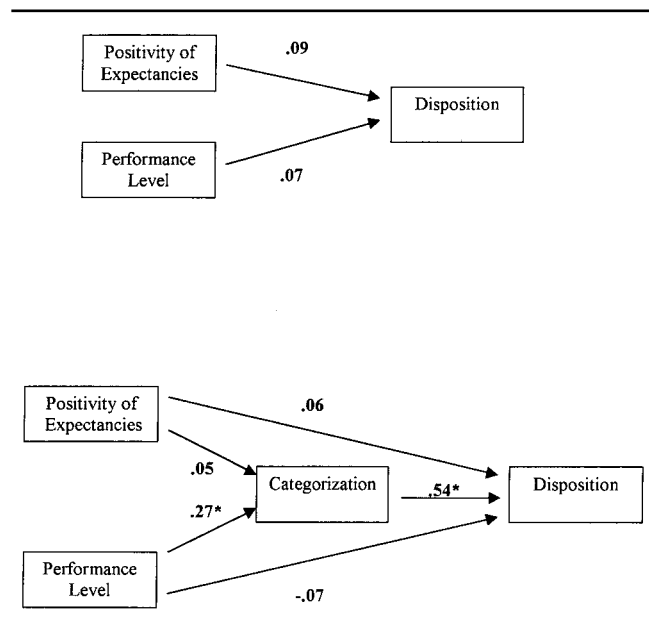 Positivity of
Expectancies
.09
Disposition
Performance
Level
.07
Positivity of
Expectancies
.06
.05
Categorization
.54*
Disposition
.27*
Performance
Level
-.07